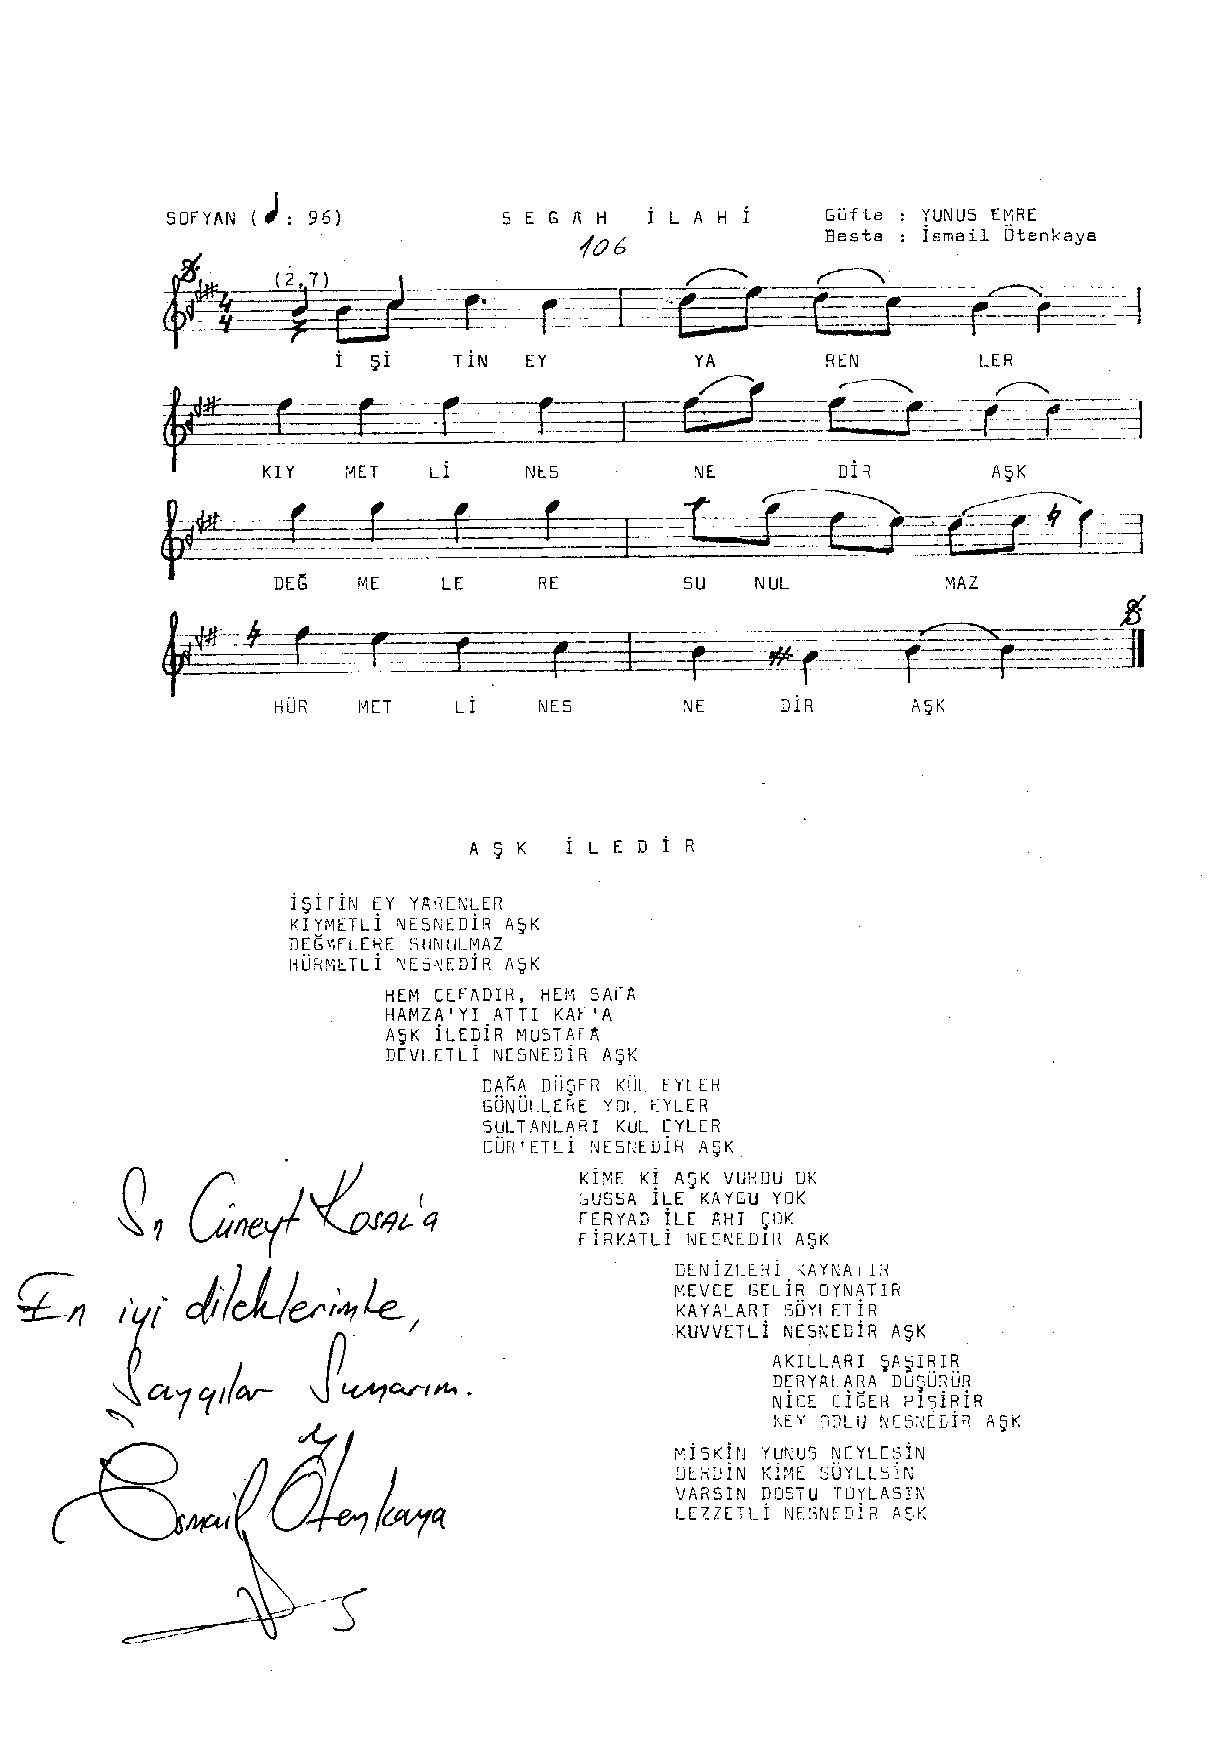 SOFYAN (♩: 96)
SEGAH İLAHİ
Güfte : YUNUS EMRE
Beste : İsmail Ötenkaya
106
(2,7)
İ Şİ TİN EY YA REN LER
KIY MET Lİ NES NE DİR AŞK
DEĞ ME LE RE SU NUL MAZ
HÜR MET Lİ NES NE DİR AŞK
AŞK İLEDİR
İŞİTİN EY YARENLER
KIYMETLİ NESNEDİR AŞK
DEĞMELERE SUNULMAZ
HÜRMETLİ NESNEDİR AŞK
HEM CEFADIR, HEM SAFA
HAMZA'YI ATTI KAF'A
AŞK İLEDİR MUSTAFA
DEVLETLİ NESNEDİR AŞK
DAĞA DÜŞER KÜL EYLER
GÖNÜLLERE YOL EYLER
SULTANLARI KUL EYLER
CÜR'ETLİ NESNEDİR AŞK
KİME Kİ AŞK VURDU OK
GUSSA İLE KAYGU YOK
FERYAD İLE AHI ÇOK
FİRKATLİ NESNEDİR AŞK
DENİZLERİ KAYNATIR
MEVCE GELİR OYNATIR
KAYALARI SÖYLETİR
KUVVETLİ NESNEDİR AŞK
AKILLARI ŞAŞIRIR
DERYALARA DÜŞÜRÜR
NİCE CİĞER PİŞİRİR
KEY ODLU NESNEDİR AŞK
MİSKİN YUNUS NEYLESİN
DERDİN KİME SÖYLESİN
VARSIN DOSTU TOYLASIN
LEZZETLİ NESNEDİR AŞK
Sn Cüneyt KOSAL'a
En iyi dileklerimle,
Saygılar Sunarım.
İsmail Ötenkaya